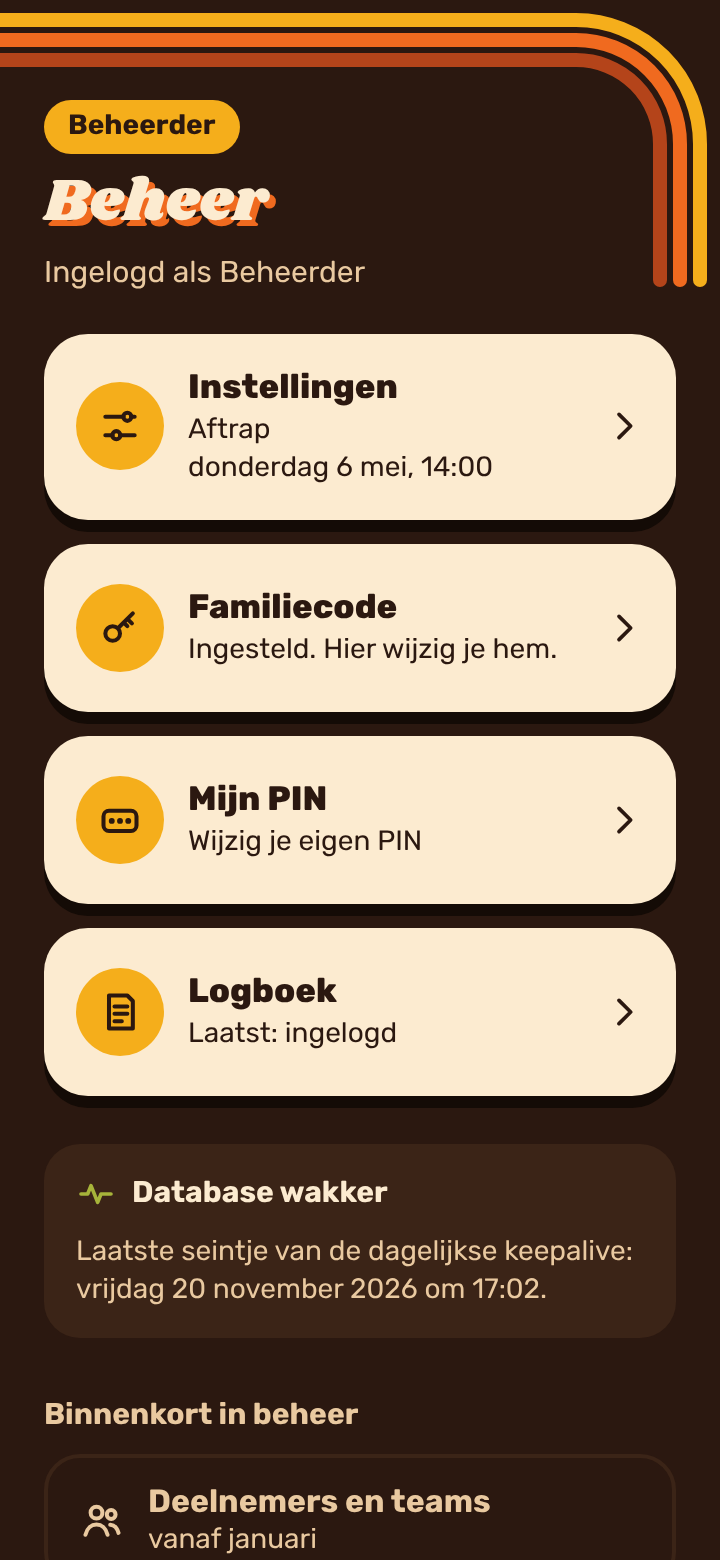 Beheerder
Beheer
Ingelogd als Beheerder
Instellingen
Aftrap
donderdag 6 mei, 14:00
Familiecode
Ingesteld. Hier wijzig je hem.
Mijn PIN
Wijzig je eigen PIN
Logboek
Laatst: ingelogd
Database wakker
Laatste seintje van de dagelijkse keepalive:
vrijdag 20 november 2026 om 17:02.
Binnenkort in beheer
Deelnemers en teams
vanaf januari